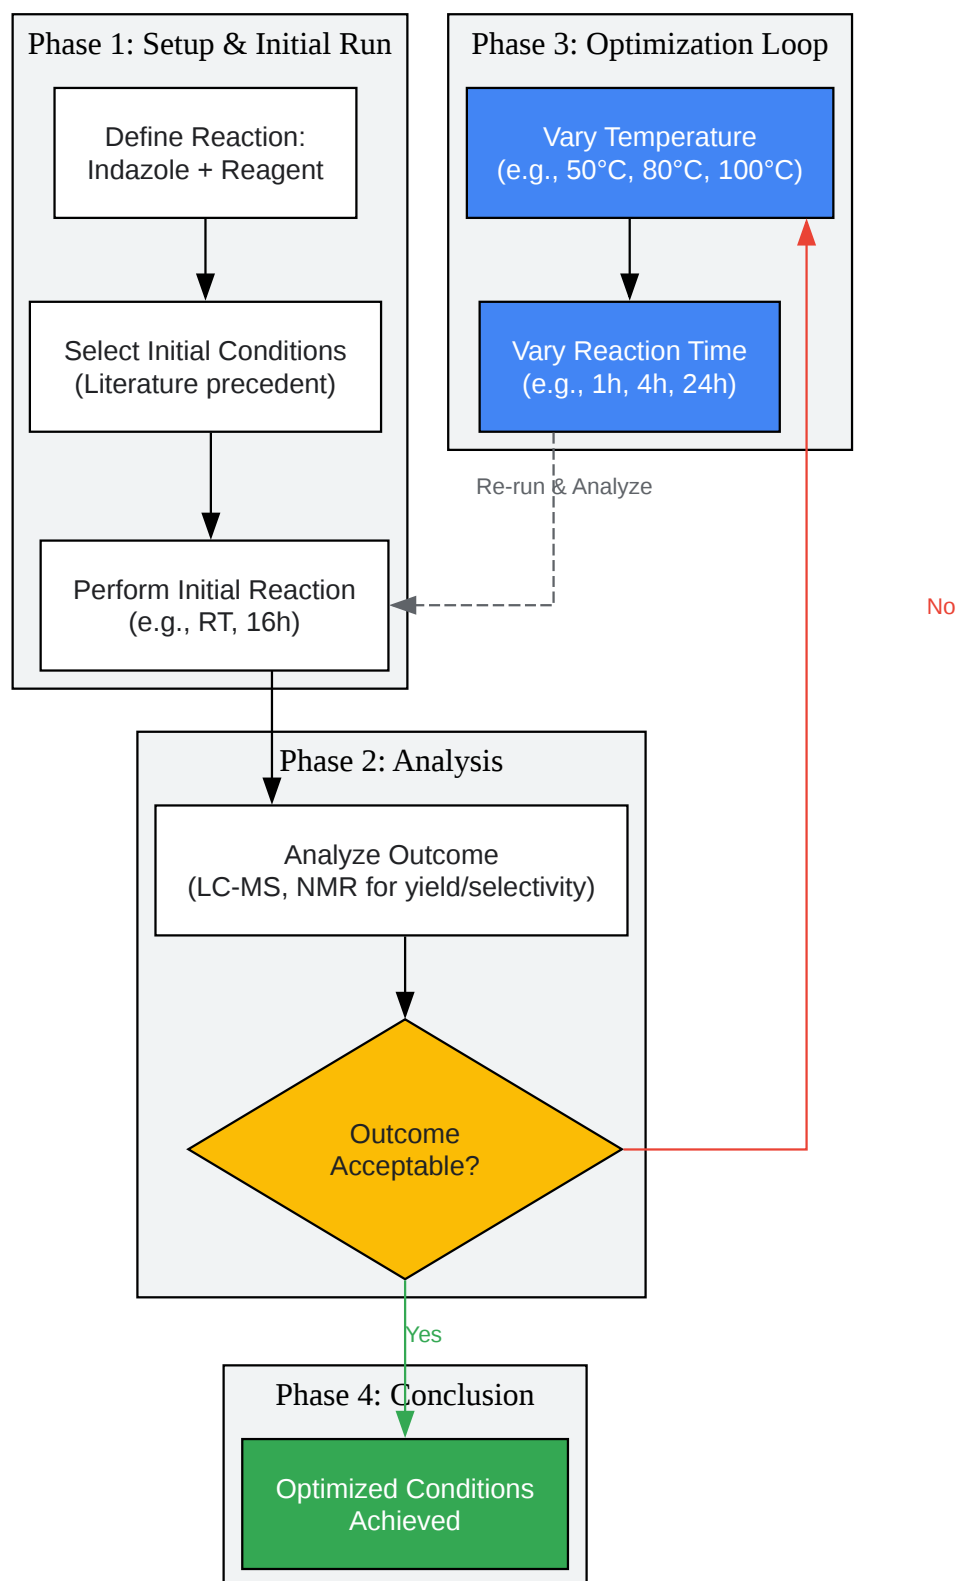 Phase 1: Setup & Initial Run
Define Reaction:
Indazole + Reagent
Select Initial Conditions
(Literature precedent)
Perform Initial Reaction
(e.g., RT, 16h)
Phase 3: Optimization Loop
Vary Temperature
(e.g., 50°C, 80°C, 100°C)
Vary Reaction Time
(e.g., 1h, 4h, 24h)
Re-run & Analyze
No
Phase 2: Analysis
Analyze Outcome
(LC-MS, NMR for yield/selectivity)
Outcome
Acceptable?
Yes
Phase 4: Conclusion
Optimized Conditions
Achieved